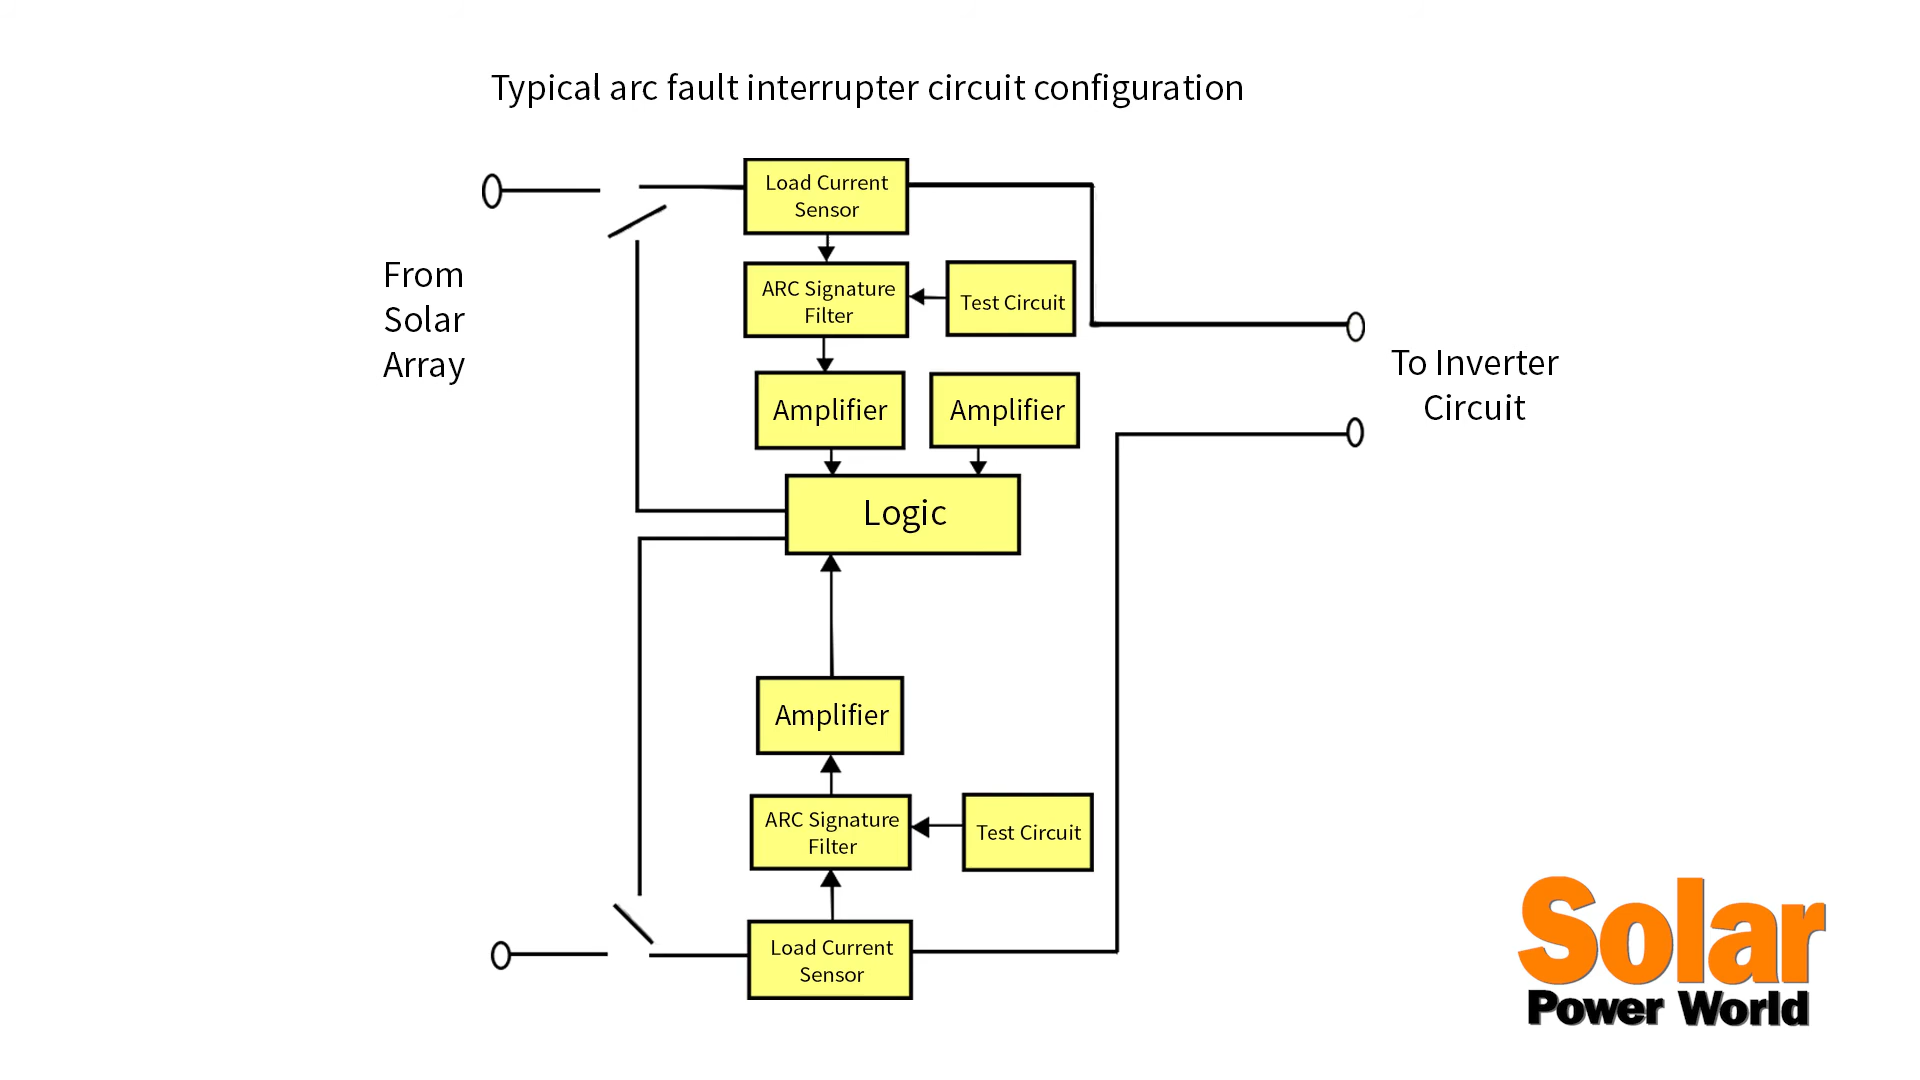 Typical arc fault interrupter circuit configuration
Load Current
Sensor
From
Solar
Array
ARC Signature
Filter
Test Circuit
To Inverter
Circuit
Amplifier
Amplifier
Logic
Amplifier
ARC Signature
Filter
Test Circuit
Load Current
Sensor
Solar
Power World